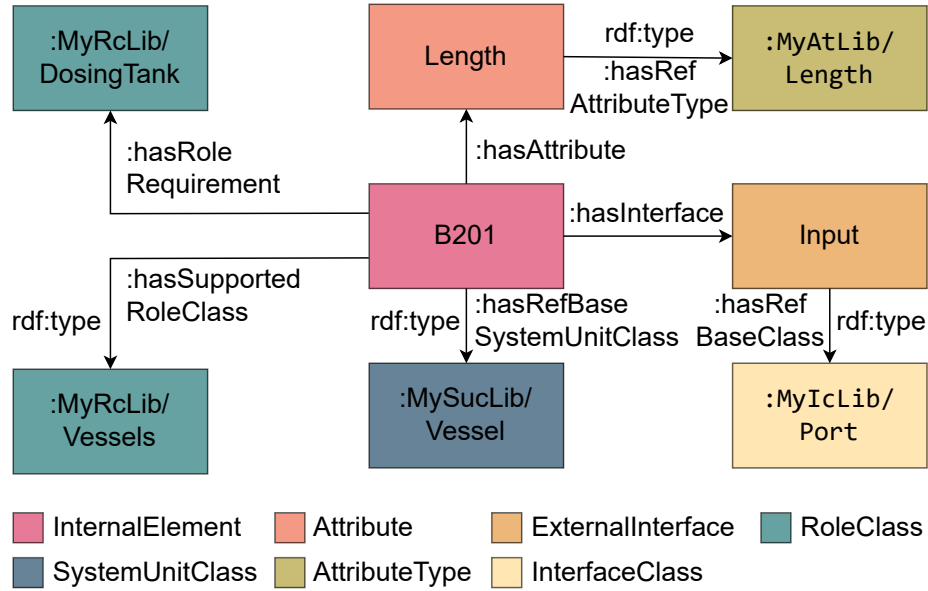 :MyRcLib/
DosingTank
Length
rdf:type
:hasRef
AttributeType
:MyAtLib/
Length
:hasRole
Requirement
:hasAttribute
B201
:hasInterface
Input
:hasSupported
RoleClass
rdf:type
rdf:type
:hasRefBase
SystemUnitClass
:hasRef
BaseClass
rdf:type
:MyRcLib/
Vessels
:MySucLib/
Vessel
:MyIcLib/
Port
InternalElement
Attribute
ExternalInterface
RoleClass
SystemUnitClass
AttributeType
InterfaceClass